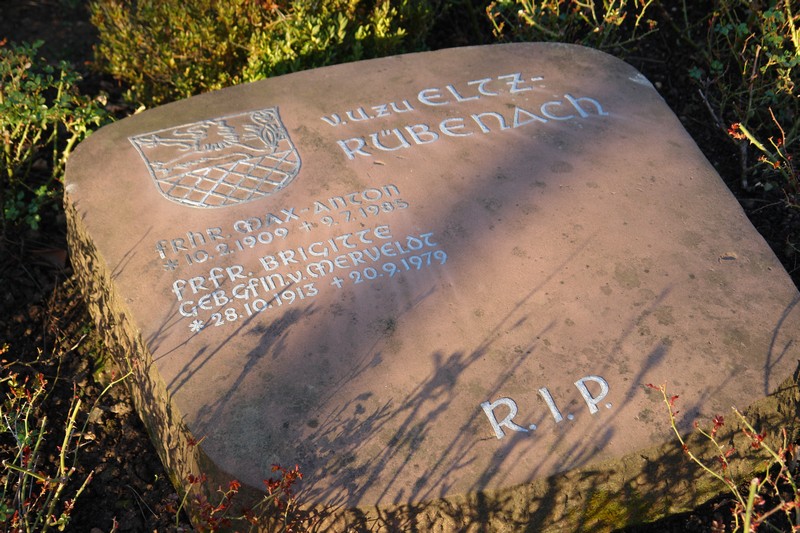 v.u.zu ELTZ-
RÜBENACH
FRHR. MAX-ANTON
* 10.2.1909 + 9.7.1985
FRFR. BRIGITTE
GEB.GFIN.v.MERVELDT
* 28.10.1913 + 20.9.1979
R.I.P.